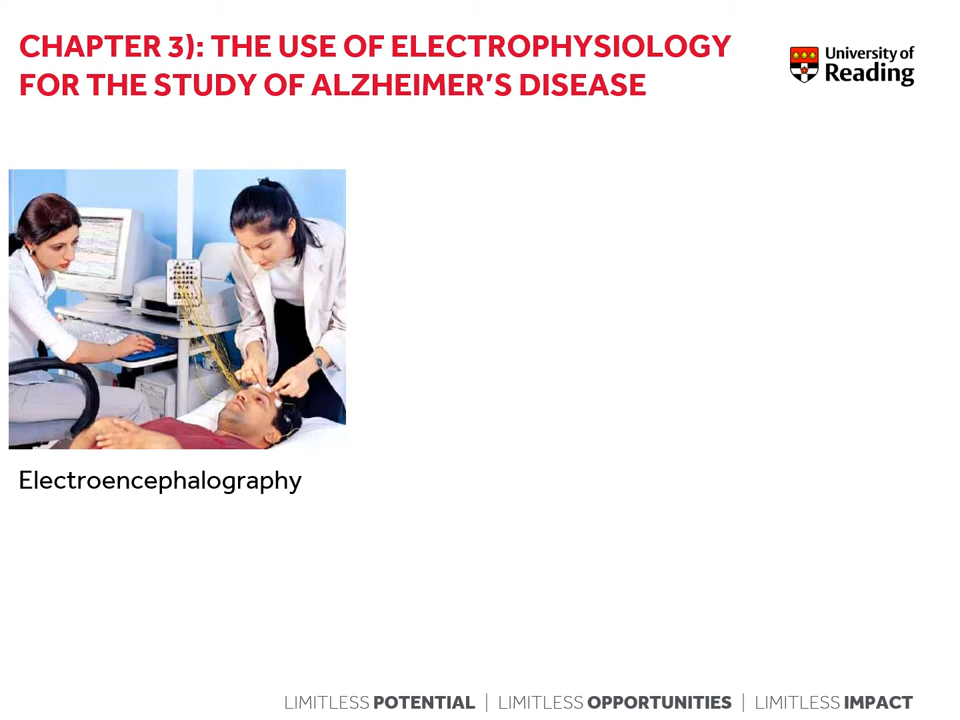 CHAPTER 3): THE USE OF ELECTROPHYSIOLOGY
FOR THE STUDY OF ALZHEIMER'S DISEASE
University of
Reading
Electroencephalography
LIMITLESS POTENTIAL | LIMITLESS OPPORTUNITIES | LIMITLESS IMPACT